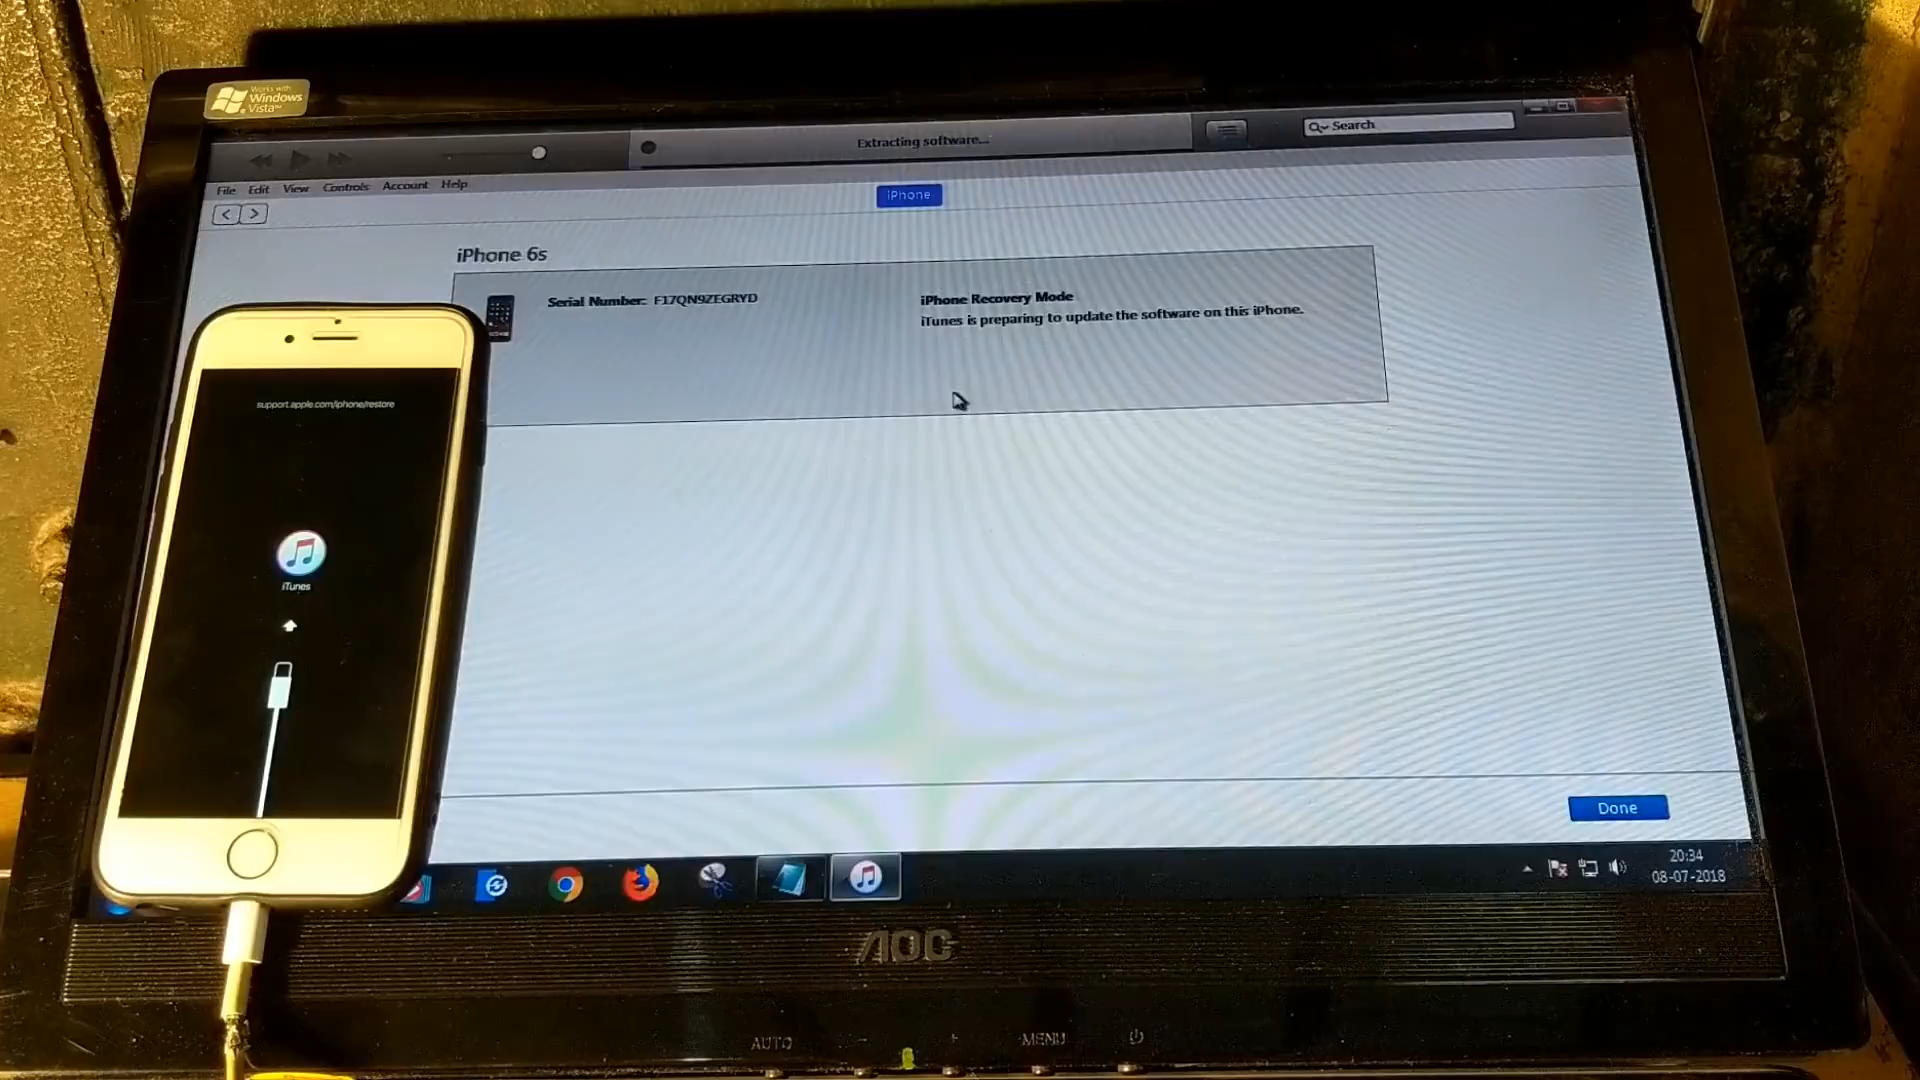 Works with
Windows
Vista™
Extracting software...
Search
File Edit View Controls Account Help
iPhone
iPhone 6s
Serial Number: F17QN9ZEGRYD
iPhone Recovery Mode
iTunes is preparing to update the software on this iPhone.
support.apple.com/iphone/restore
iTunes
Done
20:34
08-07-2018
AOC
AUTO - + MENU